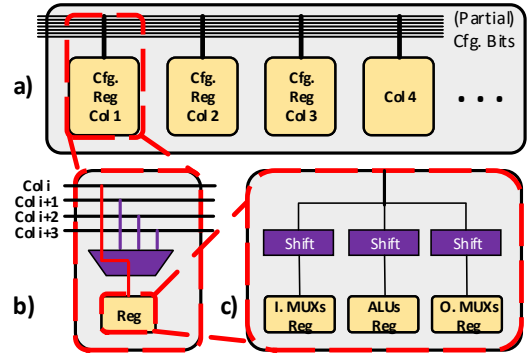 (Partial)
Cfg. Bits
a)
Cfg.
Reg
Col 1
Cfg.
Reg
Col 2
Cfg.
Reg
Col 3
Col 4
. . .
Col i
Col i+1
Col i+2
Col i+3
b)
Reg
c)
Shift
Shift
Shift
I. MUXs
Reg
ALUs
Reg
O. MUXs
Reg